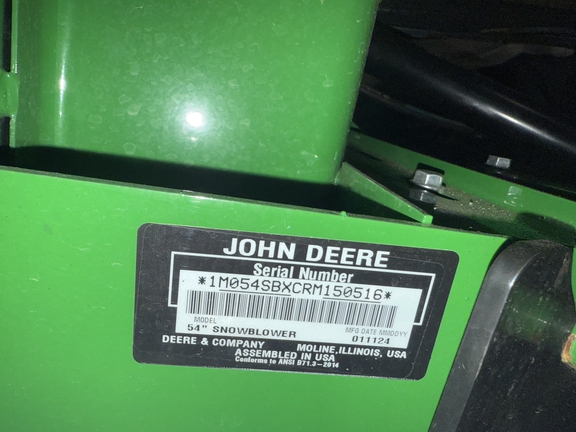 JOHN DEERE
Serial Number
*1M054SBXCRM150516*
MODEL MFG DATE MMDDYY
54" SNOWBLOWER 011124
DEERE & COMPANY MOLINE, ILLINOIS, USA
ASSEMBLED IN USA
Conforms to ANSI B71.3-2014